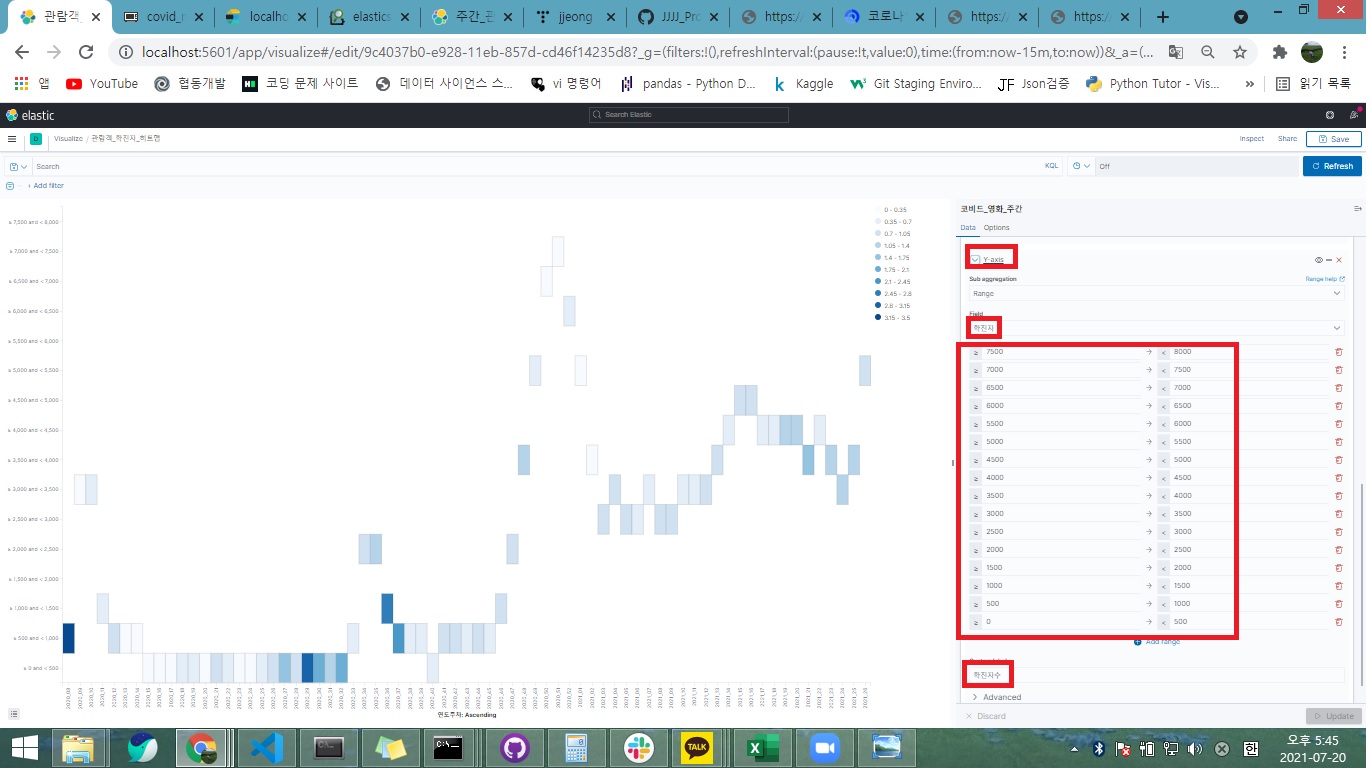 관람객_ covid_r localho elastics 주간_관 jjeong JJJJ_Pro https:// 코로나 https:// https://
localhost:5601/app/visualize#/edit/9c4037b0-e928-11eb-857d-cd46f14235d8?_g=(filters:!(),refreshInterval:(pause:!t,value:0),time:(from:now-15m,to:now))&_a=(...
앱 YouTube 협동개발 코딩 문제 사이트 데이터 사이언스 스... vi 명령어 pandas - Python D... Kaggle Git Staging Enviro... Json검증 Python Tutor - Vis... » 읽기 목록
elastic Search Elastic
D Visualize / 관람객_확진자_히트맵 Inspect Share Save
Search KQL Off Refresh
+ Add filter
코비드_영화_주간
Data Options
Y-axis
Sub aggregation Range help
Range
Field
확진자
≥ 7500 → < 8000
≥ 7000 → < 7500
≥ 6500 → < 7000
≥ 6000 → < 6500
≥ 5500 → < 6000
≥ 5000 → < 5500
≥ 4500 → < 5000
≥ 4000 → < 4500
≥ 3500 → < 4000
≥ 3000 → < 3500
≥ 2500 → < 3000
≥ 2000 → < 2500
≥ 1500 → < 2000
≥ 1000 → < 1500
≥ 500 → < 1000
≥ 0 → < 500
Add range
확진자수
Advanced
Discard Update
0 - 0.35
0.35 - 0.7
0.7 - 1.05
1.05 - 1.4
1.4 - 1.75
1.75 - 2.1
2.1 - 2.45
2.45 - 2.8
2.8 - 3.15
3.15 - 3.5
≥ 7,500 and < 8,000
≥ 7,000 and < 7,500
≥ 6,500 and < 7,000
≥ 6,000 and < 6,500
≥ 5,500 and < 6,000
≥ 5,000 and < 5,500
≥ 4,500 and < 5,000
≥ 4,000 and < 4,500
≥ 3,500 and < 4,000
≥ 3,000 and < 3,500
≥ 2,500 and < 3,000
≥ 2,000 and < 2,500
≥ 1,500 and < 2,000
≥ 1,000 and < 1,500
≥ 500 and < 1,000
≥ 0 and < 500
연도주차: Ascending
TALK 한 오후 5:45
2021-07-20